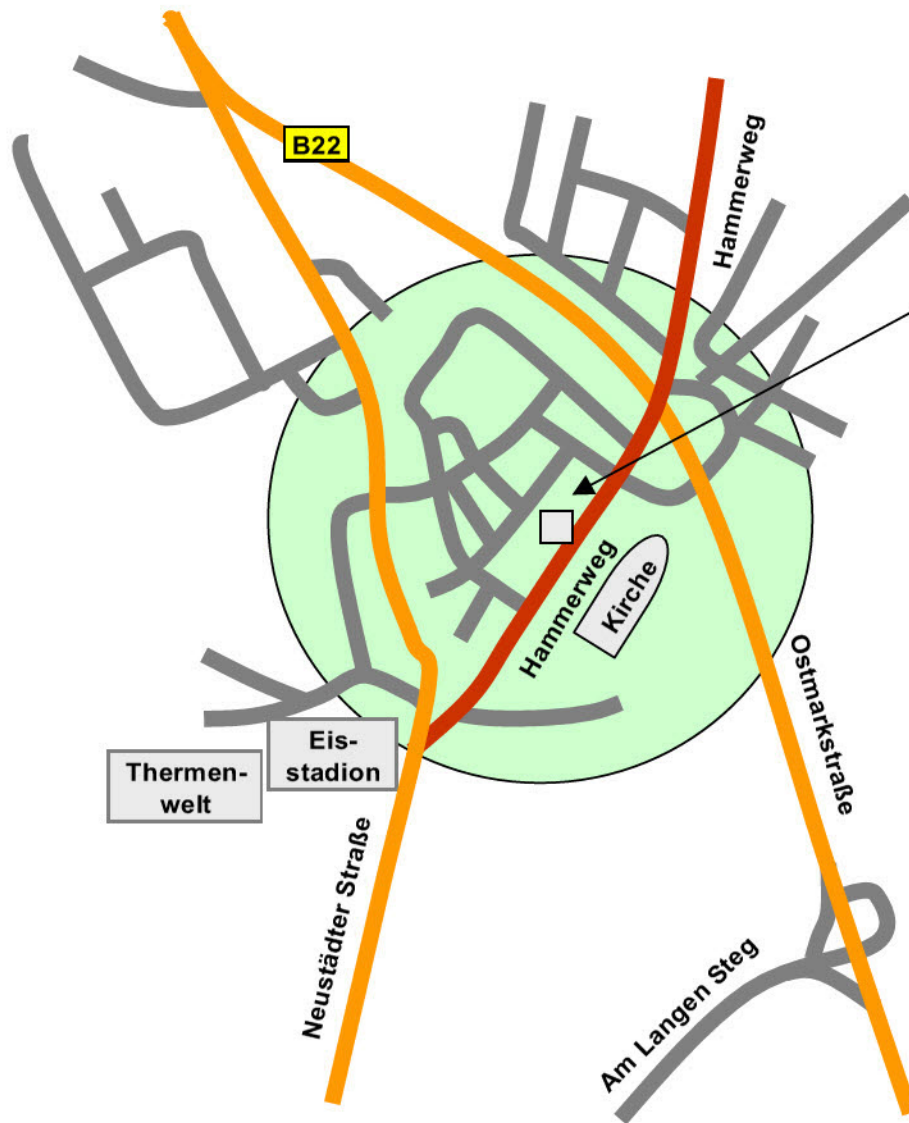 B22
Hammerweg
Hammerweg
Kirche
Ostmarkstraße
Eis-
stadion
Thermen-
welt
Neustädter Straße
Am Langen Steg